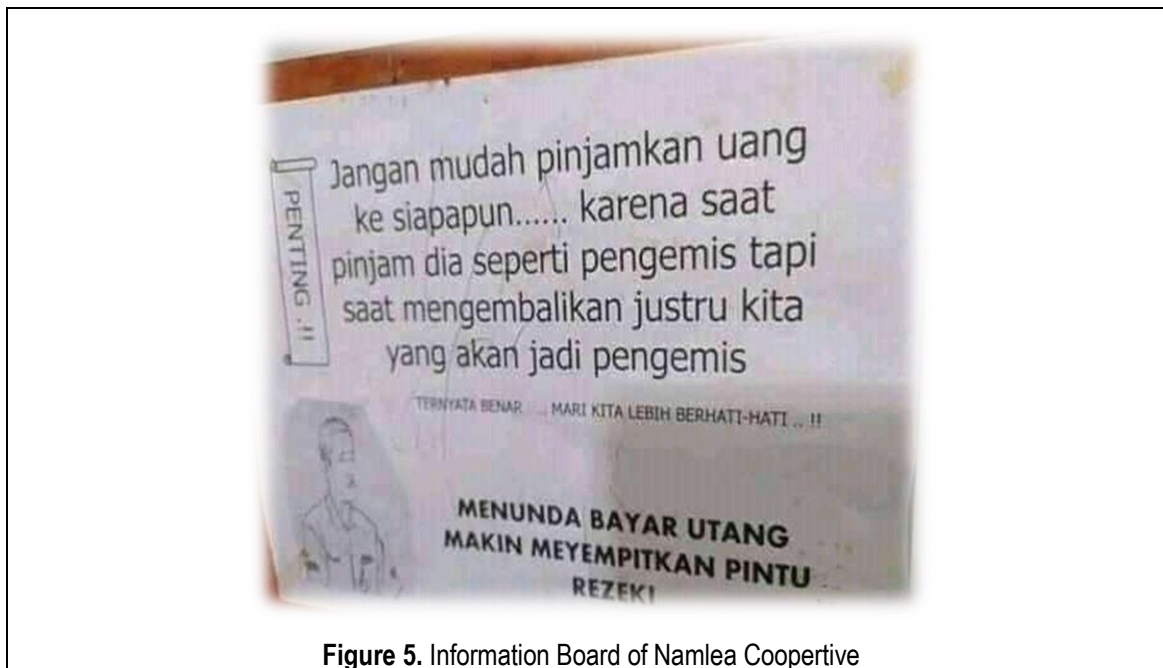 PENTING .!!
Jangan mudah pinjamkan uang
ke siapapun...... karena saat
pinjam dia seperti pengemis tapi
saat mengembalikan justru kita
yang akan jadi pengemis
TERNYATA BENAR .... MARI KITA LEBIH BERHATI-HATI .. !!
MENUNDA BAYAR UTANG
MAKIN MEYEMPITKAN PINTU
REZEKI
Figure 5. Information Board of Namlea Coopertive